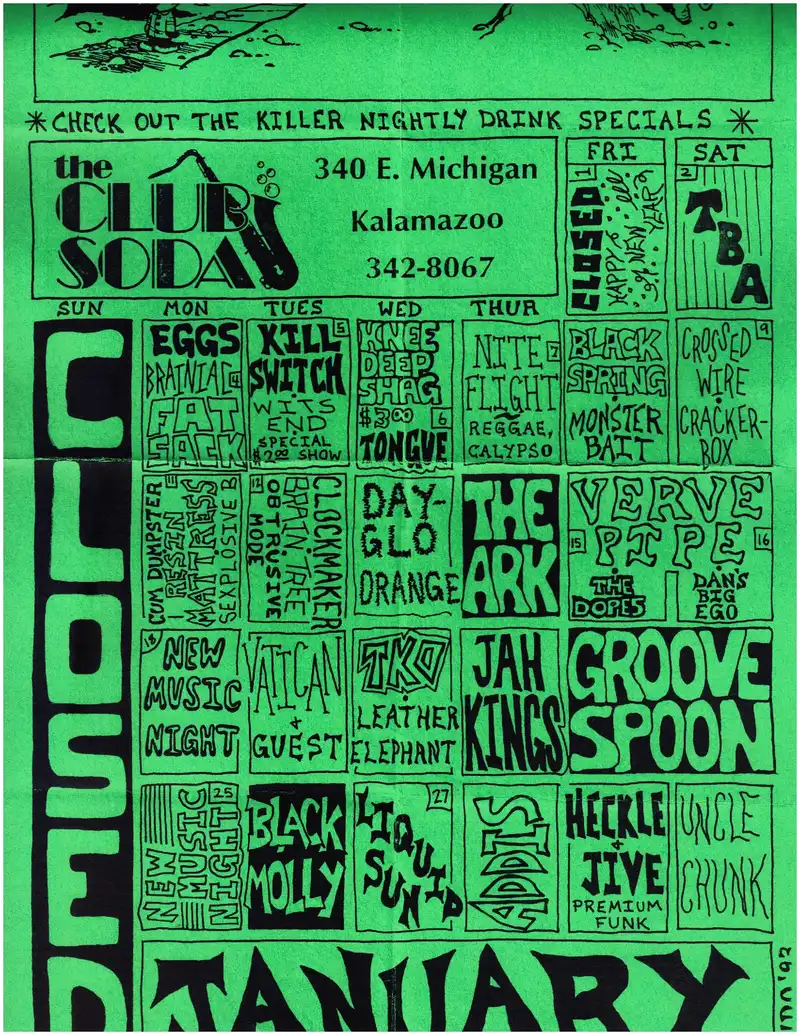 *CHECK OUT THE KILLER NIGHTLY DRINK SPECIALS*
the
CLUB
SODA
340 E. Michigan
Kalamazoo
342-8067
FRI
1
CLOSED
HAPPY
NEW
YEAR
SAT
2
TBA
SUN
MON
TUES
WED
THUR
CLOSED
EGGS
BRAINIAC 4
FAT
SACK
KILL 5
SWITCH
WITS
END
SPECIAL
$2.00 SHOW
KNEE
DEEP
SHAG
$3.00 6
TONGUE
NITE 7
FLIGHT
REGGAE,
CALYPSO
BLACK
SPRING
MONSTER
BAIT
CROSSED 9
WIRE
CRACKER-
BOX
CUM DUMPSTER
RESIN
MATTRESS
SEXPLOSIVE B
12
CLOCKMAKER
BRAIN TREE
OBTRUSIVE
MODE
DAY-
GLO
ORANGE
THE
ARK
VERVE
15 PIPE 16
THE
DOPES
DAN'S
BIG
EGO
18
NEW
MUSIC
NIGHT
VATICAN
+
GUEST
TKO
+
LEATHER
ELEPHANT
JAH
KINGS
GROOVE
SPOON
25
NEW
MUSIC
NIGHT
BLACK
MOLLY
27
LIQUID
SUN
ADDIS
HECKLE
+
JIVE
PREMIUM
FUNK
UNCLE
CHUNK
JANUARY